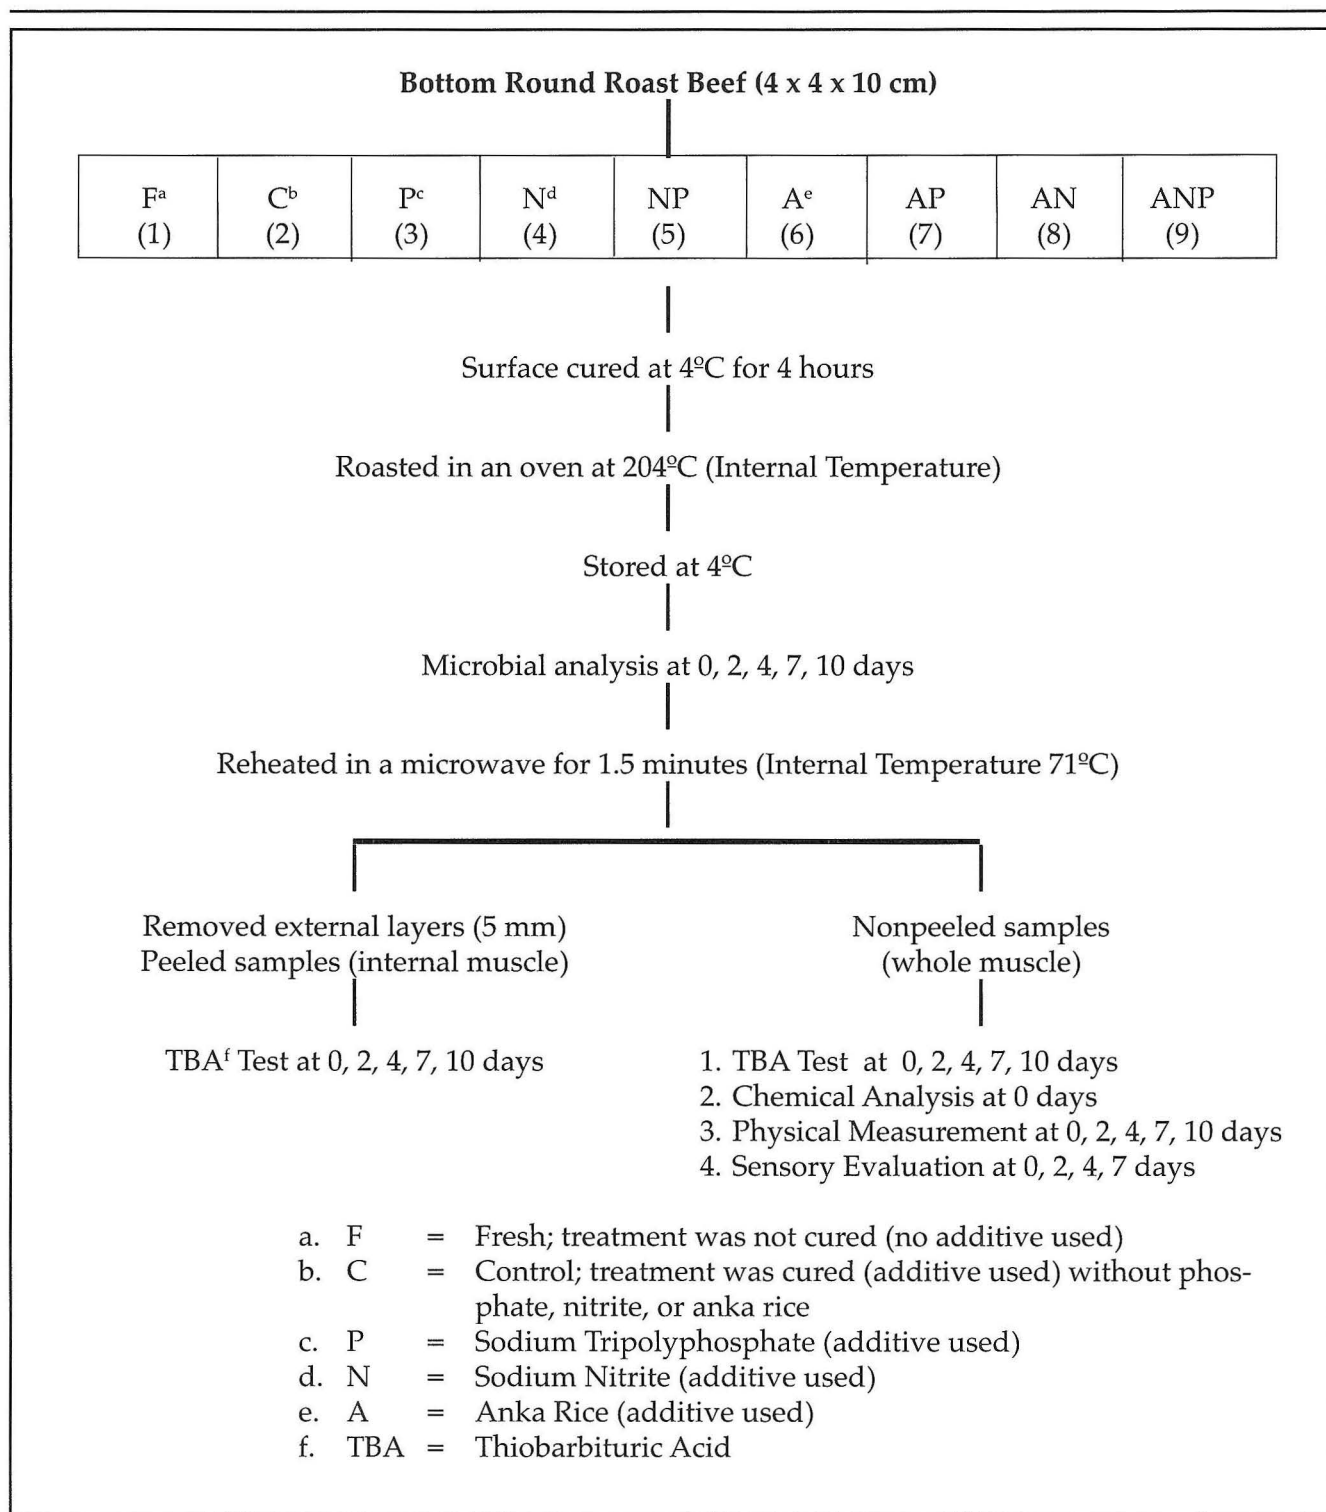 Bottom Round Roast Beef (4 x 4 x 10 cm)
Fᵃ Cᵇ Pᶜ Nᵈ NP Aᵉ AP AN ANP
(1) (2) (3) (4) (5) (6) (7) (8) (9)
Surface cured at 4ºC for 4 hours
Roasted in an oven at 204ºC (Internal Temperature)
Stored at 4ºC
Microbial analysis at 0, 2, 4, 7, 10 days
Reheated in a microwave for 1.5 minutes (Internal Temperature 71ºC)
Removed external layers (5 mm)
Peeled samples (internal muscle)
TBAᶠ Test at 0, 2, 4, 7, 10 days
Nonpeeled samples
(whole muscle)
1. TBA Test at 0, 2, 4, 7, 10 days
2. Chemical Analysis at 0 days
3. Physical Measurement at 0, 2, 4, 7, 10 days
4. Sensory Evaluation at 0, 2, 4, 7 days
a. F = Fresh; treatment was not cured (no additive used)
b. C = Control; treatment was cured (additive used) without phos-
phate, nitrite, or anka rice
c. P = Sodium Tripolyphosphate (additive used)
d. N = Sodium Nitrite (additive used)
e. A = Anka Rice (additive used)
f. TBA = Thiobarbituric Acid